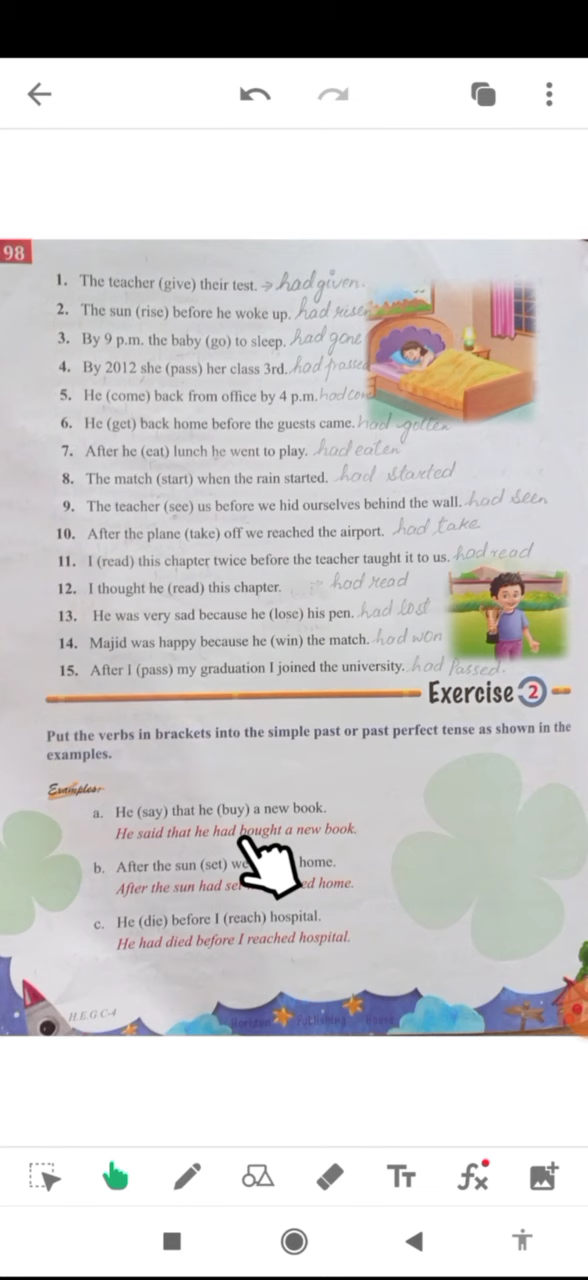 98
1. The teacher (give) their test. → had given.
2. The sun (rise) before he woke up. had risen
3. By 9 p.m. the baby (go) to sleep. had gone
4. By 2012 she (pass) her class 3rd. had passed
5. He (come) back from office by 4 p.m. had
6. He (get) back home before the guests came. had gotten
7. After he (eat) lunch he went to play. had eaten
8. The match (start) when the rain started. had started
9. The teacher (see) us before we hid ourselves behind the wall. had seen
10. After the plane (take) off we reached the airport. had take
11. I (read) this chapter twice before the teacher taught it to us. had read
12. I thought he (read) this chapter. had read
13. He was very sad because he (lose) his pen. had lost
14. Majid was happy because he (win) the match. had won
15. After I (pass) my graduation I joined the university. had Passed.
Exercise 2
Put the verbs in brackets into the simple past or past perfect tense as shown in the
examples.
Examples:
a. He (say) that he (buy) a new book.
He said that he had bought a new book.
b. After the sun (set) we home.
After the sun had set home.
c. He (die) before I (reach) hospital.
He had died before I reached hospital.
H.E.G.C-4
Horizon Publishing House
Tt
fx